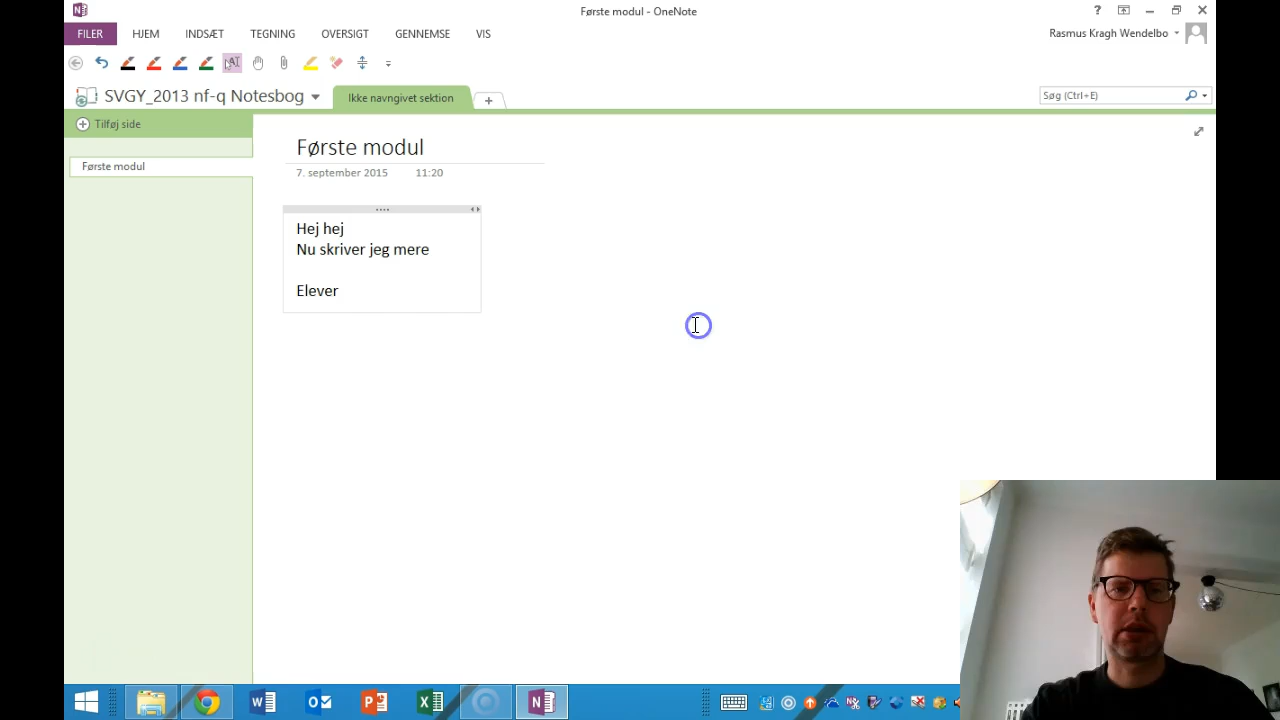 Første modul - OneNote
?
FILER HJEM INDSÆT TEGNING OVERSIGT GENNEMSE VIS
Rasmus Kragh Wendelbo
SVGY_2013 nf-q Notesbog
Ikke navngivet sektion
+
Søg (Ctrl+E)
Tilføj side
Første modul
Første modul
7. september 2015 11:20
Hej hej
Nu skriver jeg mere
Elever